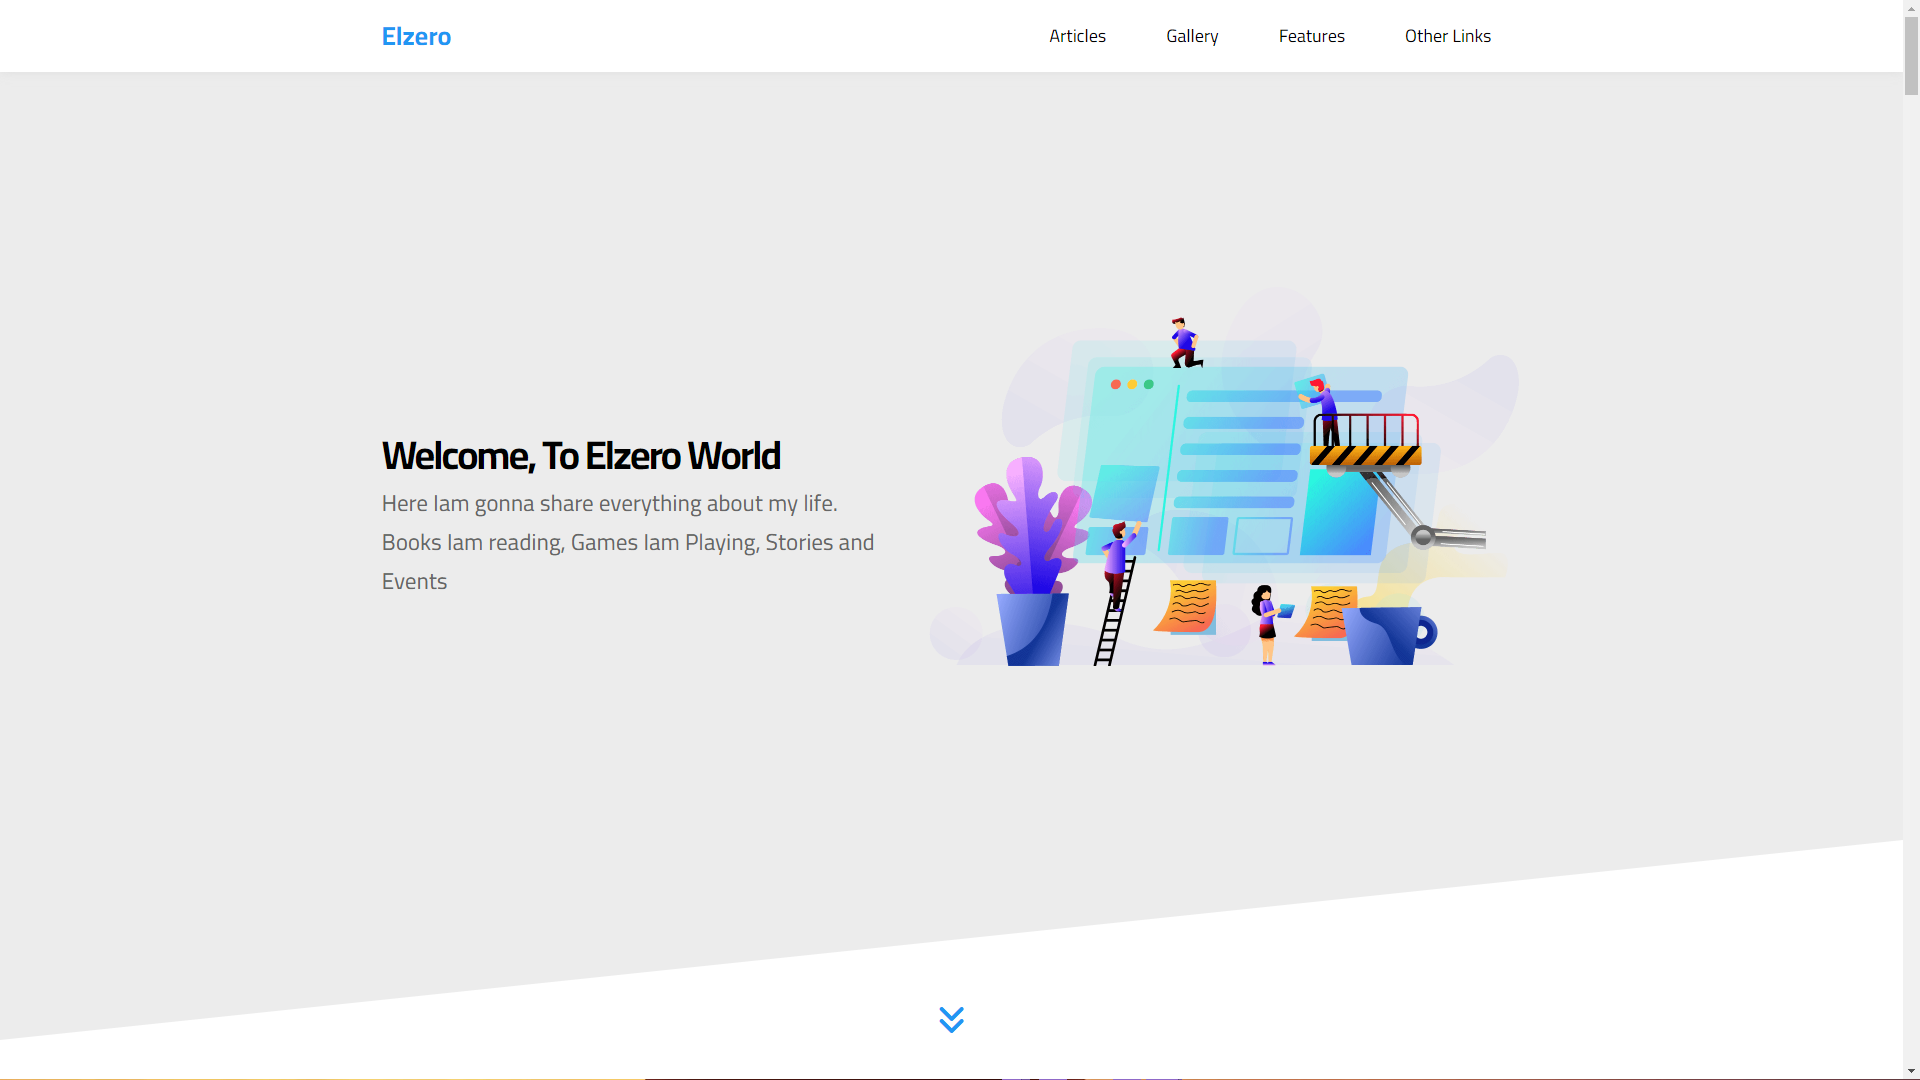 Elzero
Articles
Gallery
Features
Other Links
Welcome, To Elzero World
Here Iam gonna share everything about my life.
Books Iam reading, Games Iam Playing, Stories and
Events